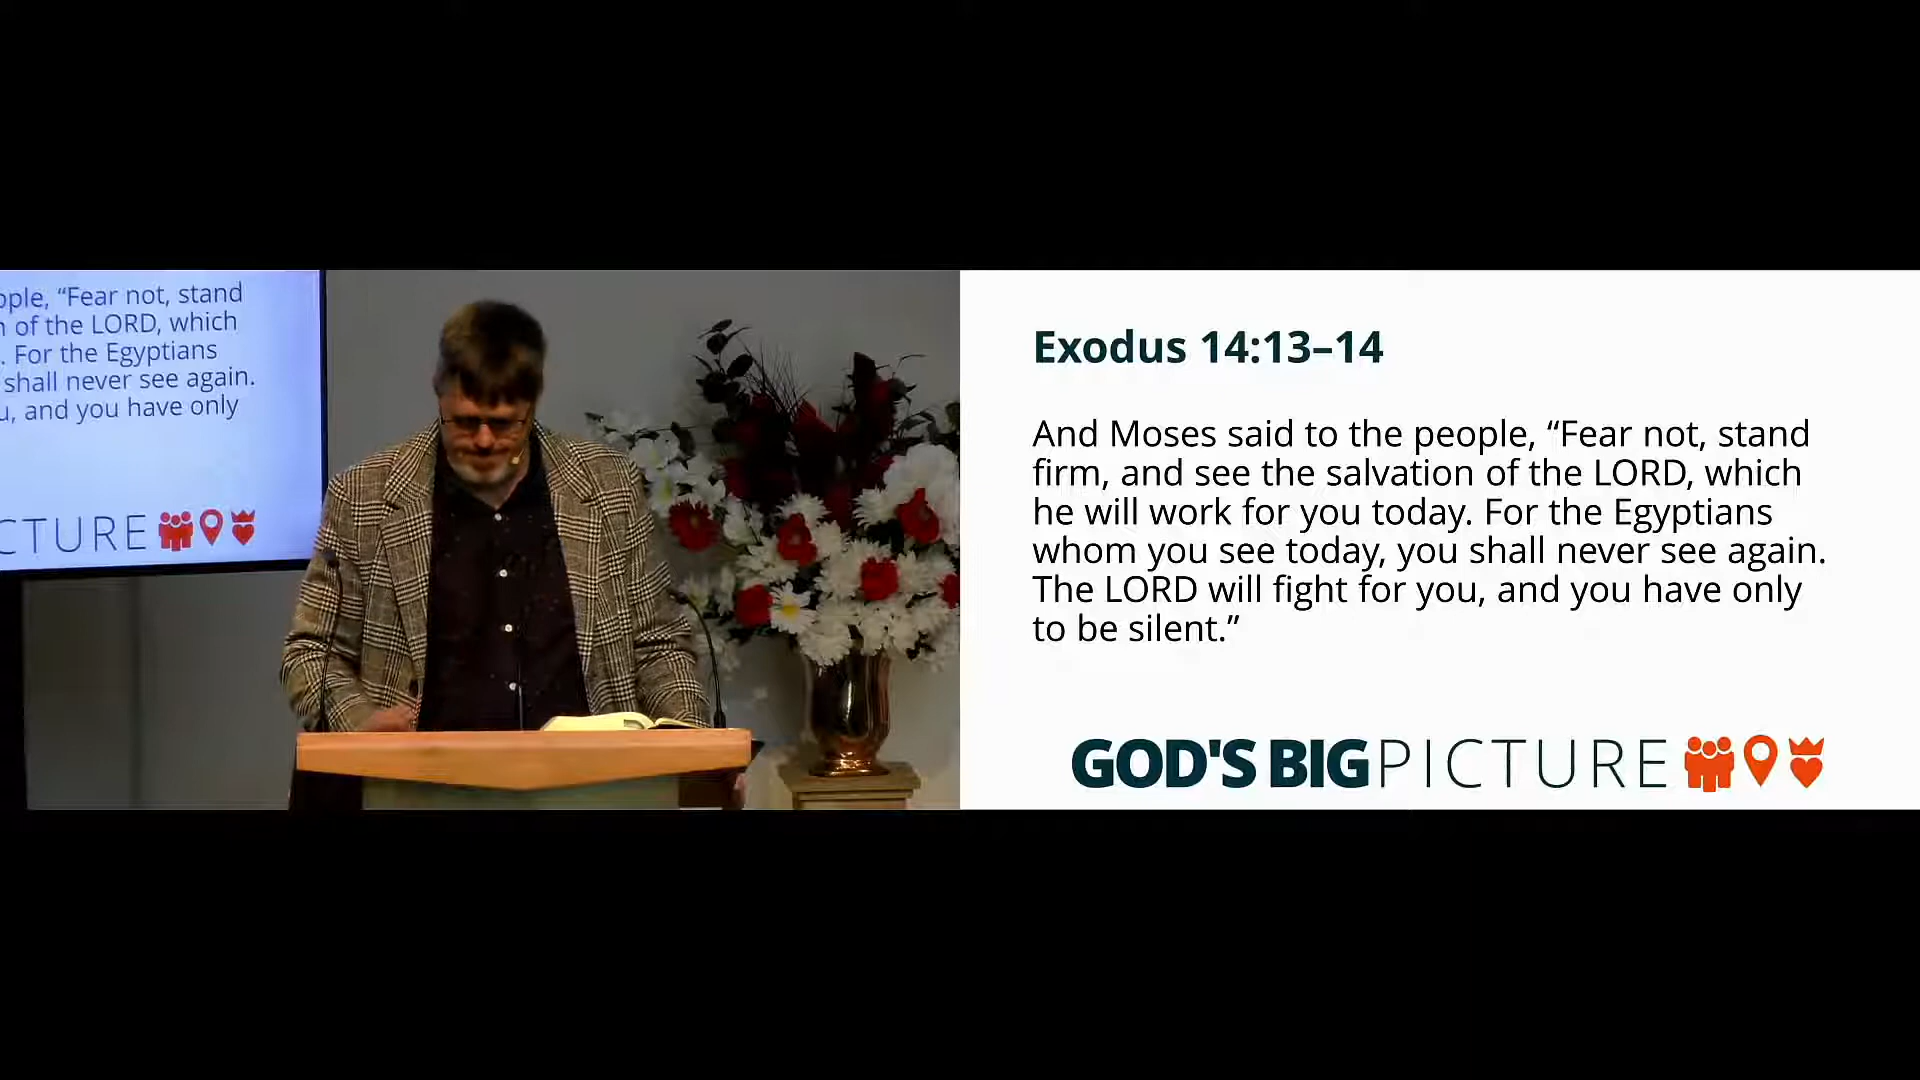 ople, “Fear not, stand
of the LORD, which
. For the Egyptians
shall never see again.
u, and you have only
CTURE
Exodus 14:13–14
And Moses said to the people, “Fear not, stand
firm, and see the salvation of the LORD, which
he will work for you today. For the Egyptians
whom you see today, you shall never see again.
The LORD will fight for you, and you have only
to be silent.”
GOD'S BIG PICTURE